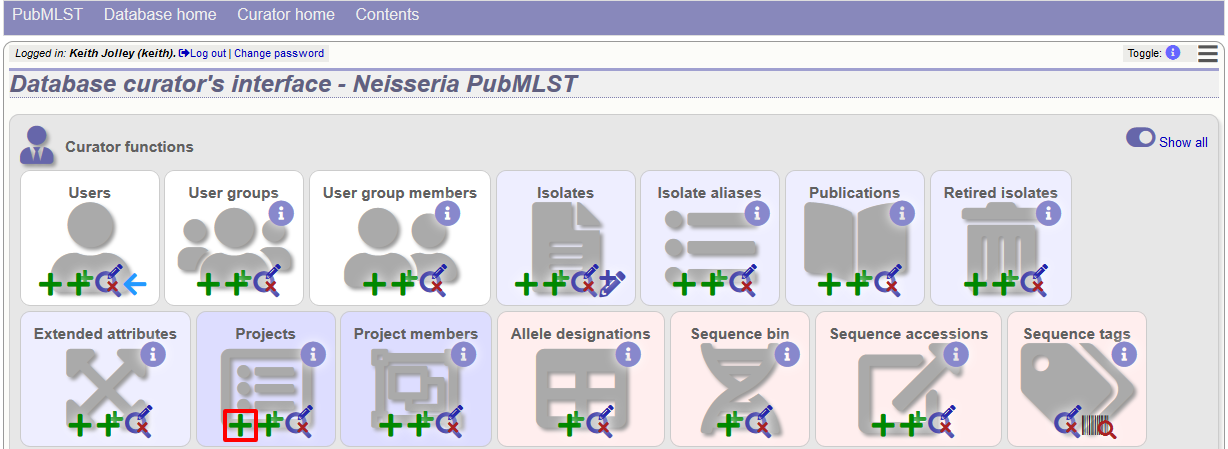 PubMLST Database home Curator home Contents
Logged in: Keith Jolley (keith). Log out | Change password Toggle:
Database curator's interface - Neisseria PubMLST
Curator functions Show all
Users User groups User group members Isolates Isolate aliases Publications Retired isolates
Extended attributes Projects Project members Allele designations Sequence bin Sequence accessions Sequence tags